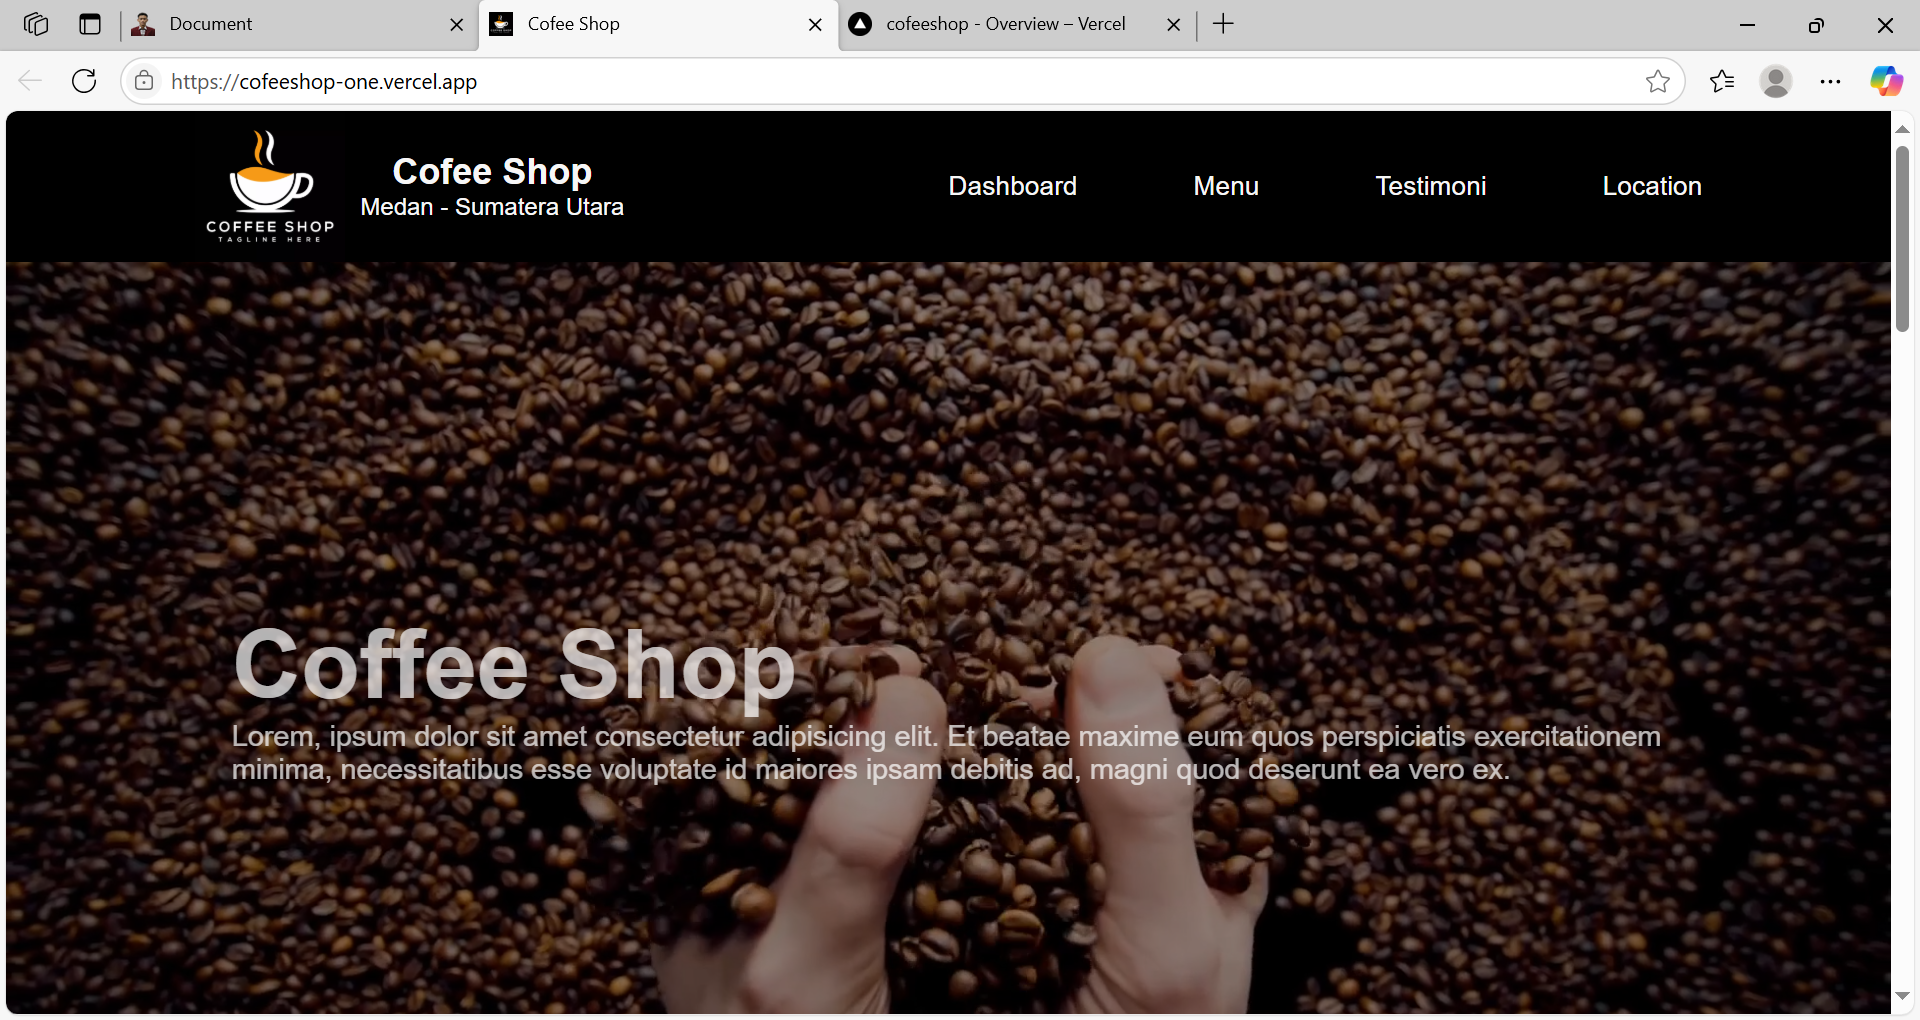 Document
Cofee Shop
cofeeshop - Overview – Vercel
https://cofeeshop-one.vercel.app
COFFEE SHOP
TAGLINE HERE
Cofee Shop
Medan - Sumatera Utara
Dashboard
Menu
Testimoni
Location
Coffee Shop
Lorem, ipsum dolor sit amet consectetur adipisicing elit. Et beatae maxime eum quos perspiciatis exercitationem
minima, necessitatibus esse voluptate id maiores ipsam debitis ad, magni quod deserunt ea vero ex.